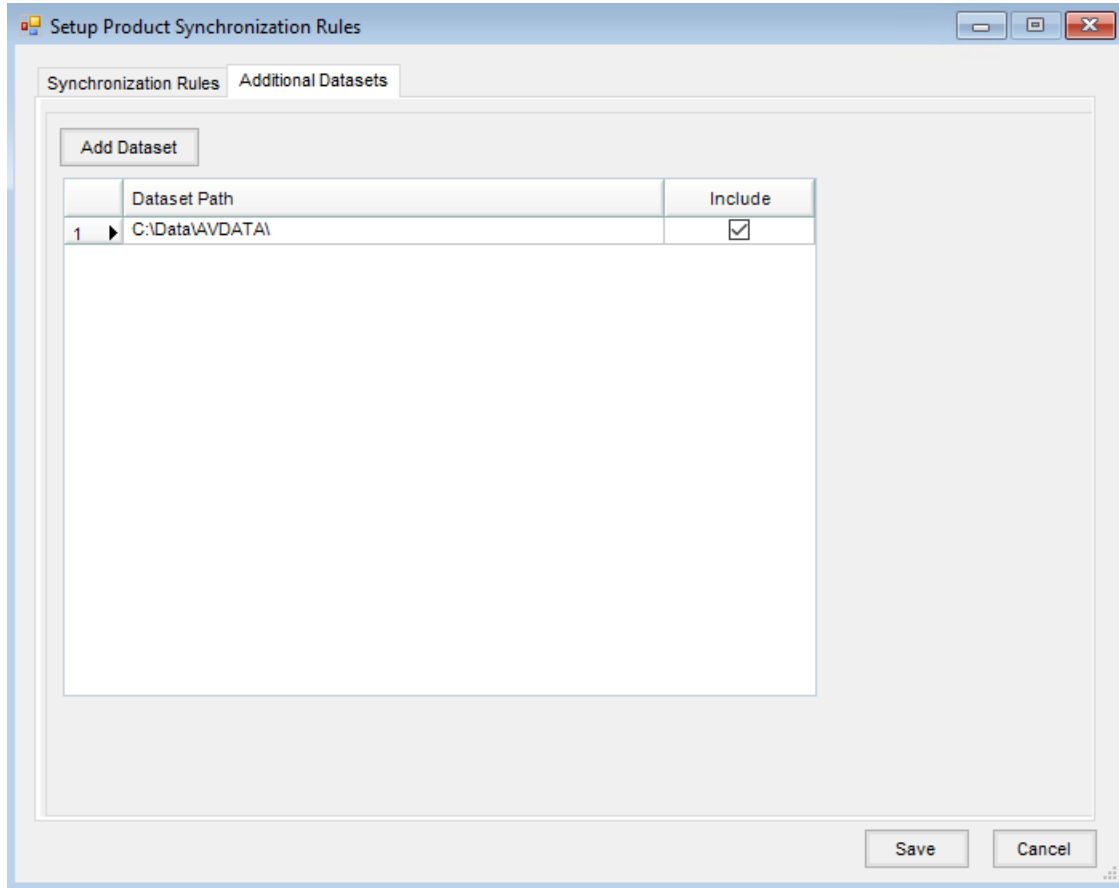 Setup Product Synchronization Rules
Synchronization Rules Additional Datasets
Add Dataset
Dataset Path Include
1 C:\Data\AVDATA\
Save Cancel